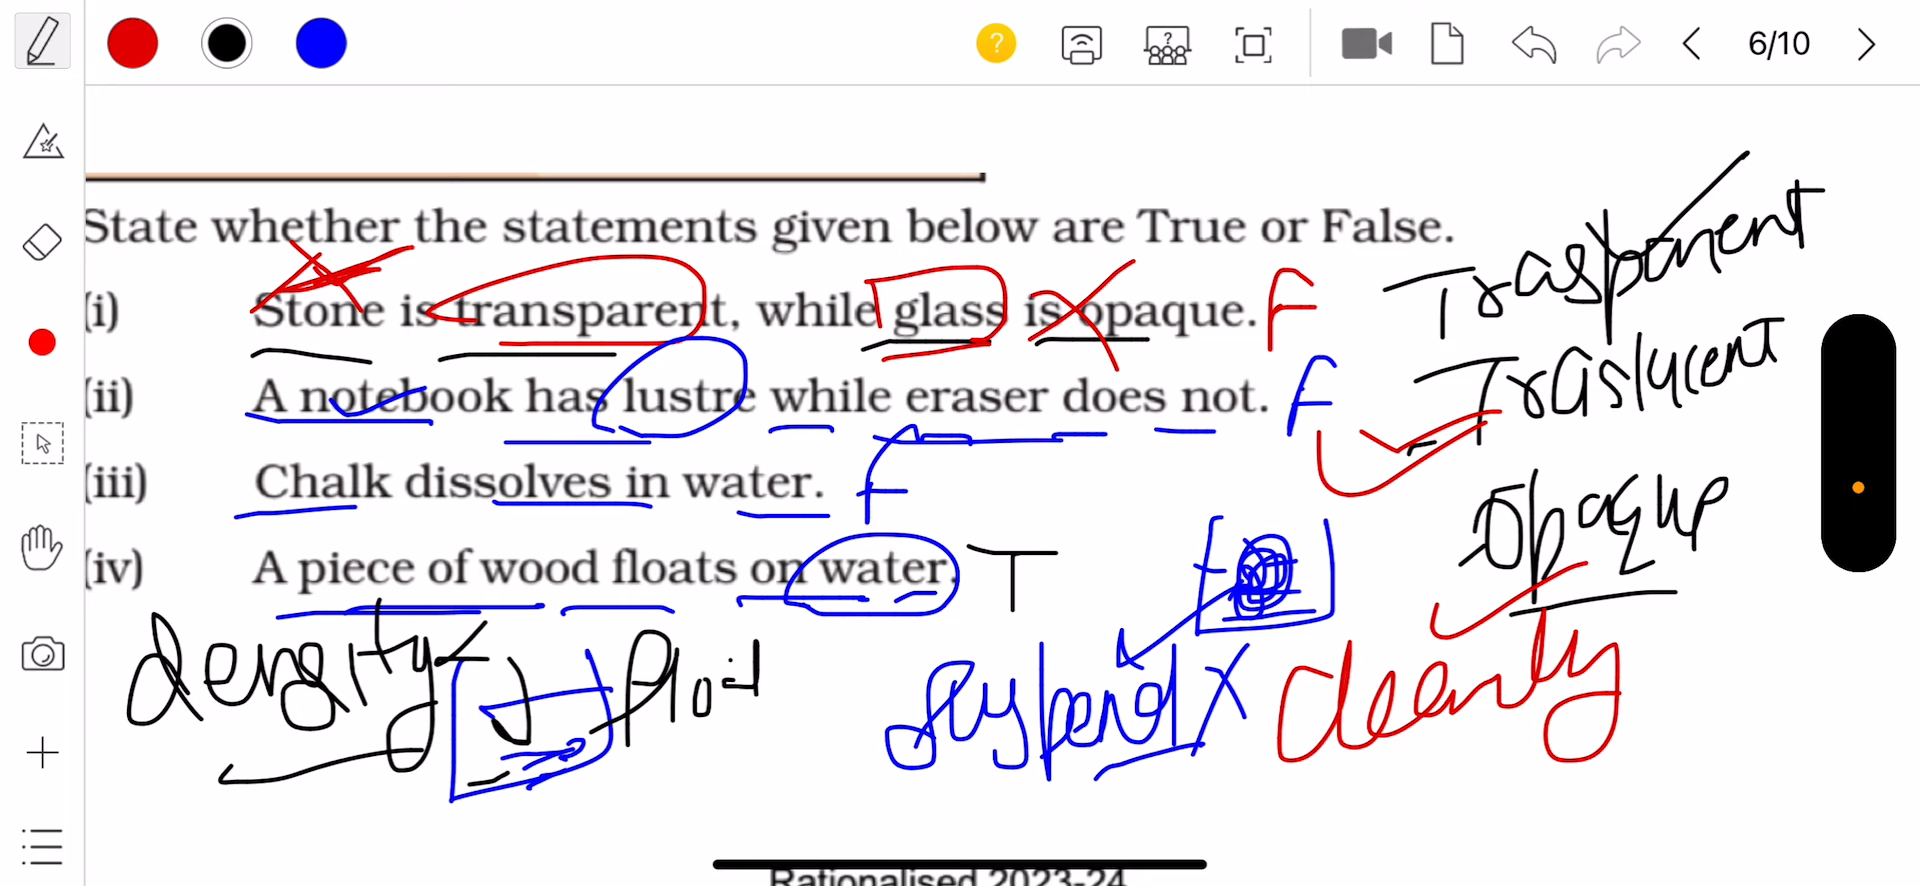 6/10
State whether the statements given below are True or False.
(i) Stone is transparent, while glass is opaque. F
(ii) A notebook has lustre while eraser does not. F
(iii) Chalk dissolves in water. F
(iv) A piece of wood floats on water. T
Trasparent
Traslucent
Opaque
density <
suspend X
Clearly
Rationalised 2023-24